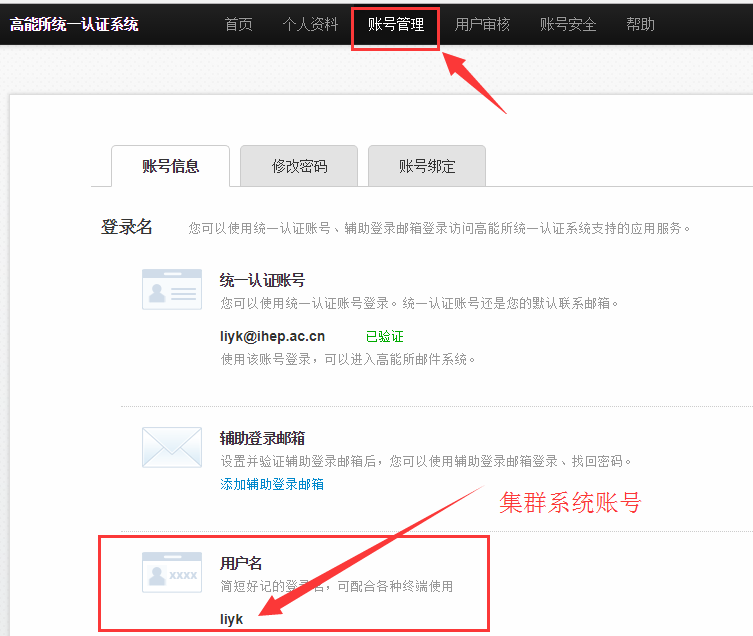 高能所统一认证系统 首页 个人资料 账号管理 用户审核 账号安全 帮助
账号信息 修改密码 账号绑定
登录名 您可以使用统一认证账号、辅助登录邮箱登录访问高能所统一认证系统支持的应用服务。
统一认证账号
您可以使用统一认证账号登录。统一认证账号还是您的默认联系邮箱。
liyk@ihep.ac.cn 已验证
使用该账号登录，可以进入高能所邮件系统。
辅助登录邮箱
设置并验证辅助登录邮箱后，您可以使用辅助登录邮箱登录、找回密码。
添加辅助登录邮箱
集群系统账号
用户名
xxxx
简短好记的登录名，可配合各种终端使用
liyk